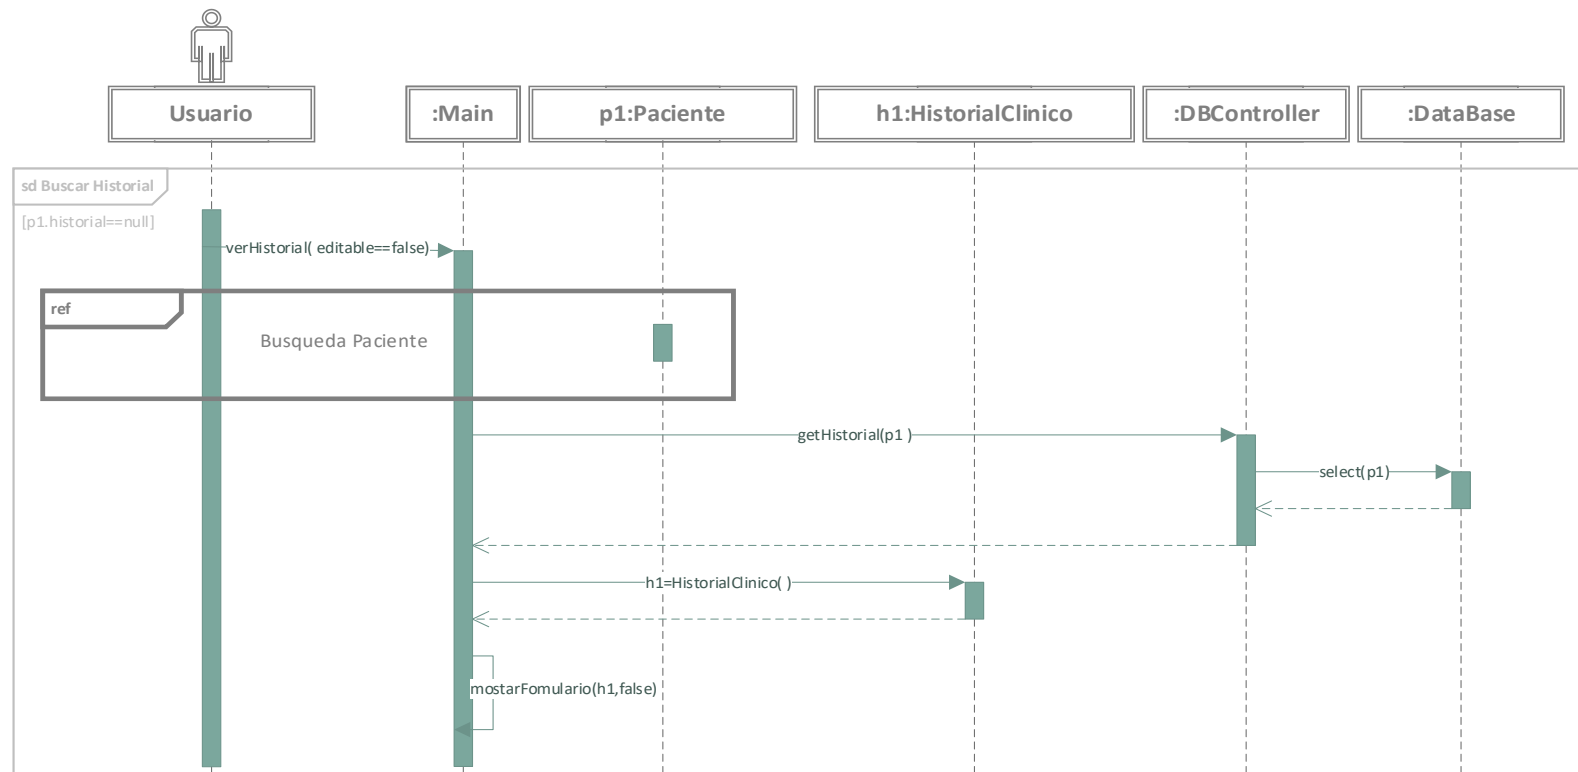 Usuario
:Main
p1:Paciente
h1:HistorialClinico
:DBController
:DataBase
sd Buscar Historial
[p1.historial==null]
verHistorial( editable==false)
ref
Busqueda Paciente
getHistorial(p1 )
select(p1)
h1=HistorialClinico( )
mostarFomulario(h1,false)